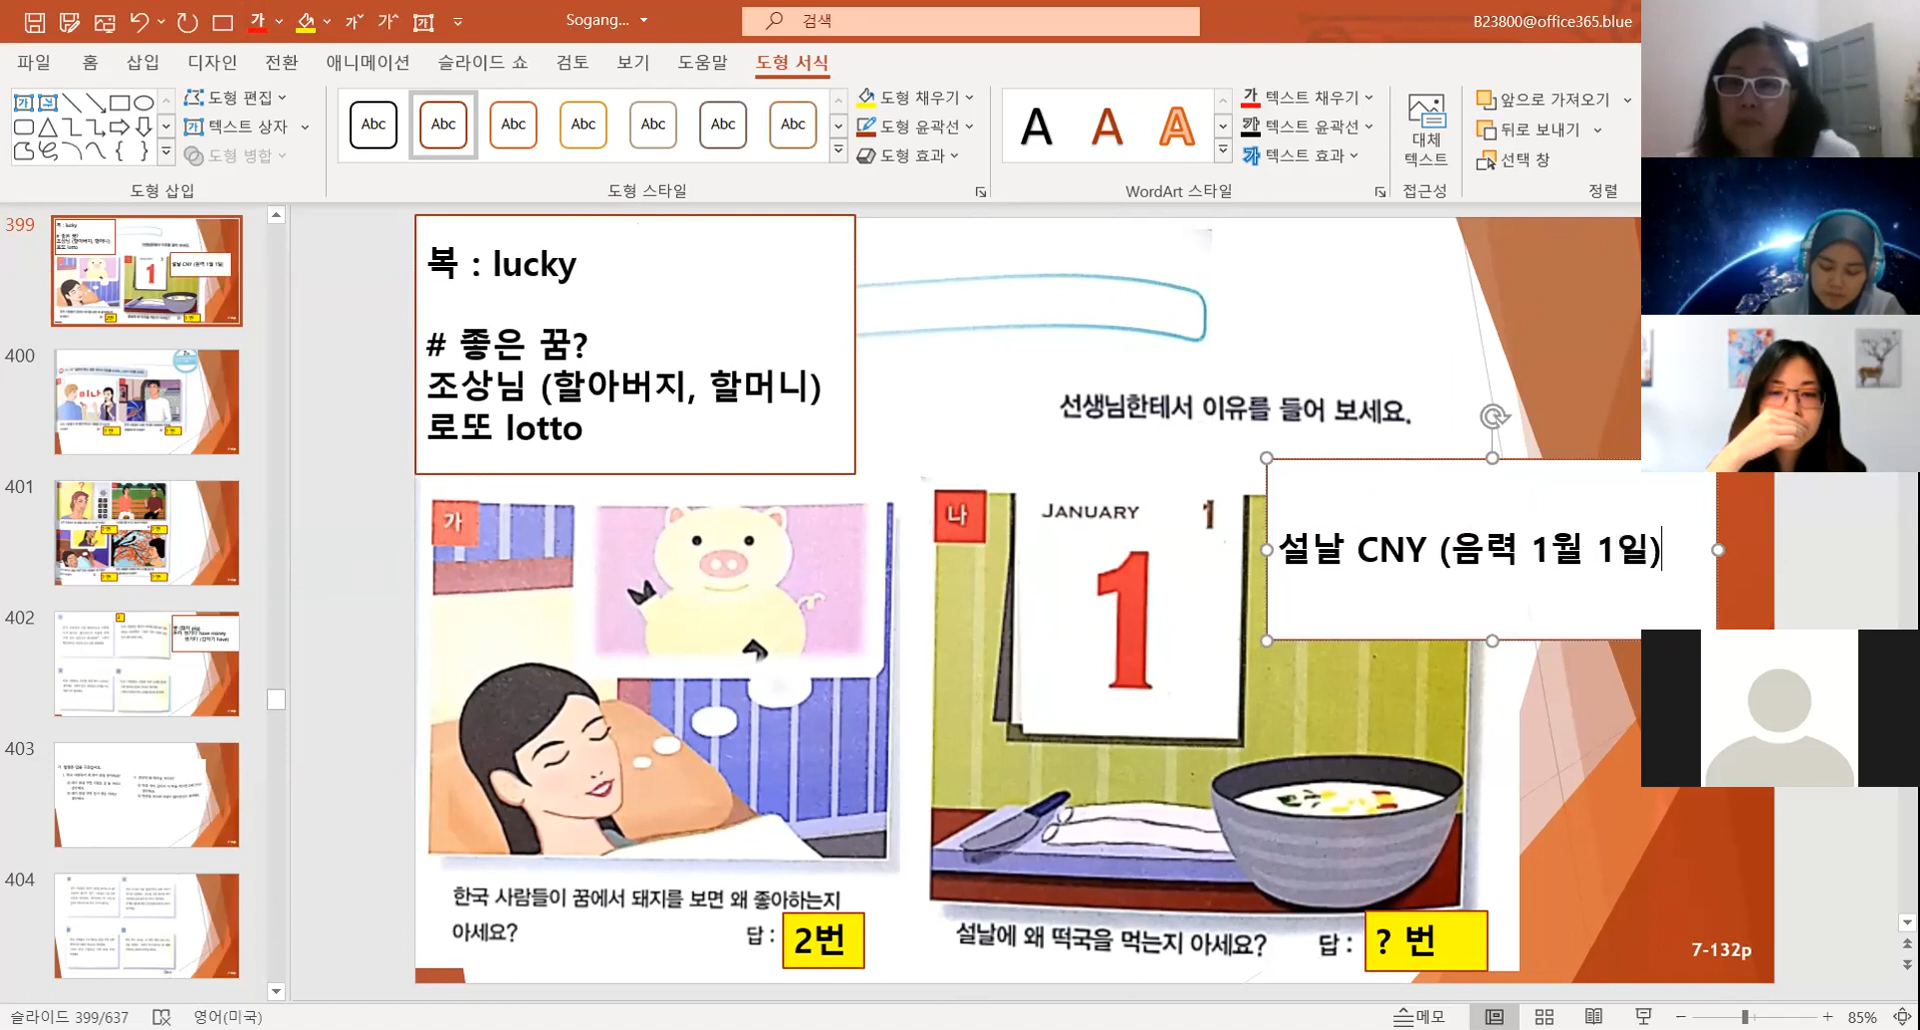 Sogang...
검색
B23800@office365.blue
파일 홈 삽입 디자인 전환 애니메이션 슬라이드 쇼 검토 보기 도움말 도형 서식
도형 편집
텍스트 상자
도형 병합
도형 삽입
Abc Abc Abc Abc Abc Abc Abc
도형 채우기
도형 윤곽선
도형 효과
도형 스타일
A A A
텍스트 채우기
텍스트 윤곽선
텍스트 효과
WordArt 스타일
대체
텍스트
접근성
앞으로 가져오기
뒤로 보내기
선택 창
정렬
399
400
401
402
403
404
복 : lucky
# 좋은 꿈?
조상님 (할아버지, 할머니)
로또 lotto
선생님한테서 이유를 들어 보세요.
설날 CNY (음력 1월 1일)
가
나
JANUARY 1
1
한국 사람들이 꿈에서 돼지를 보면 왜 좋아하는지
아세요?
답 : 2번
설날에 왜 떡국을 먹는지 아세요?
답 : ? 번
7-132p
슬라이드 399/637
영어(미국)
메모
85%